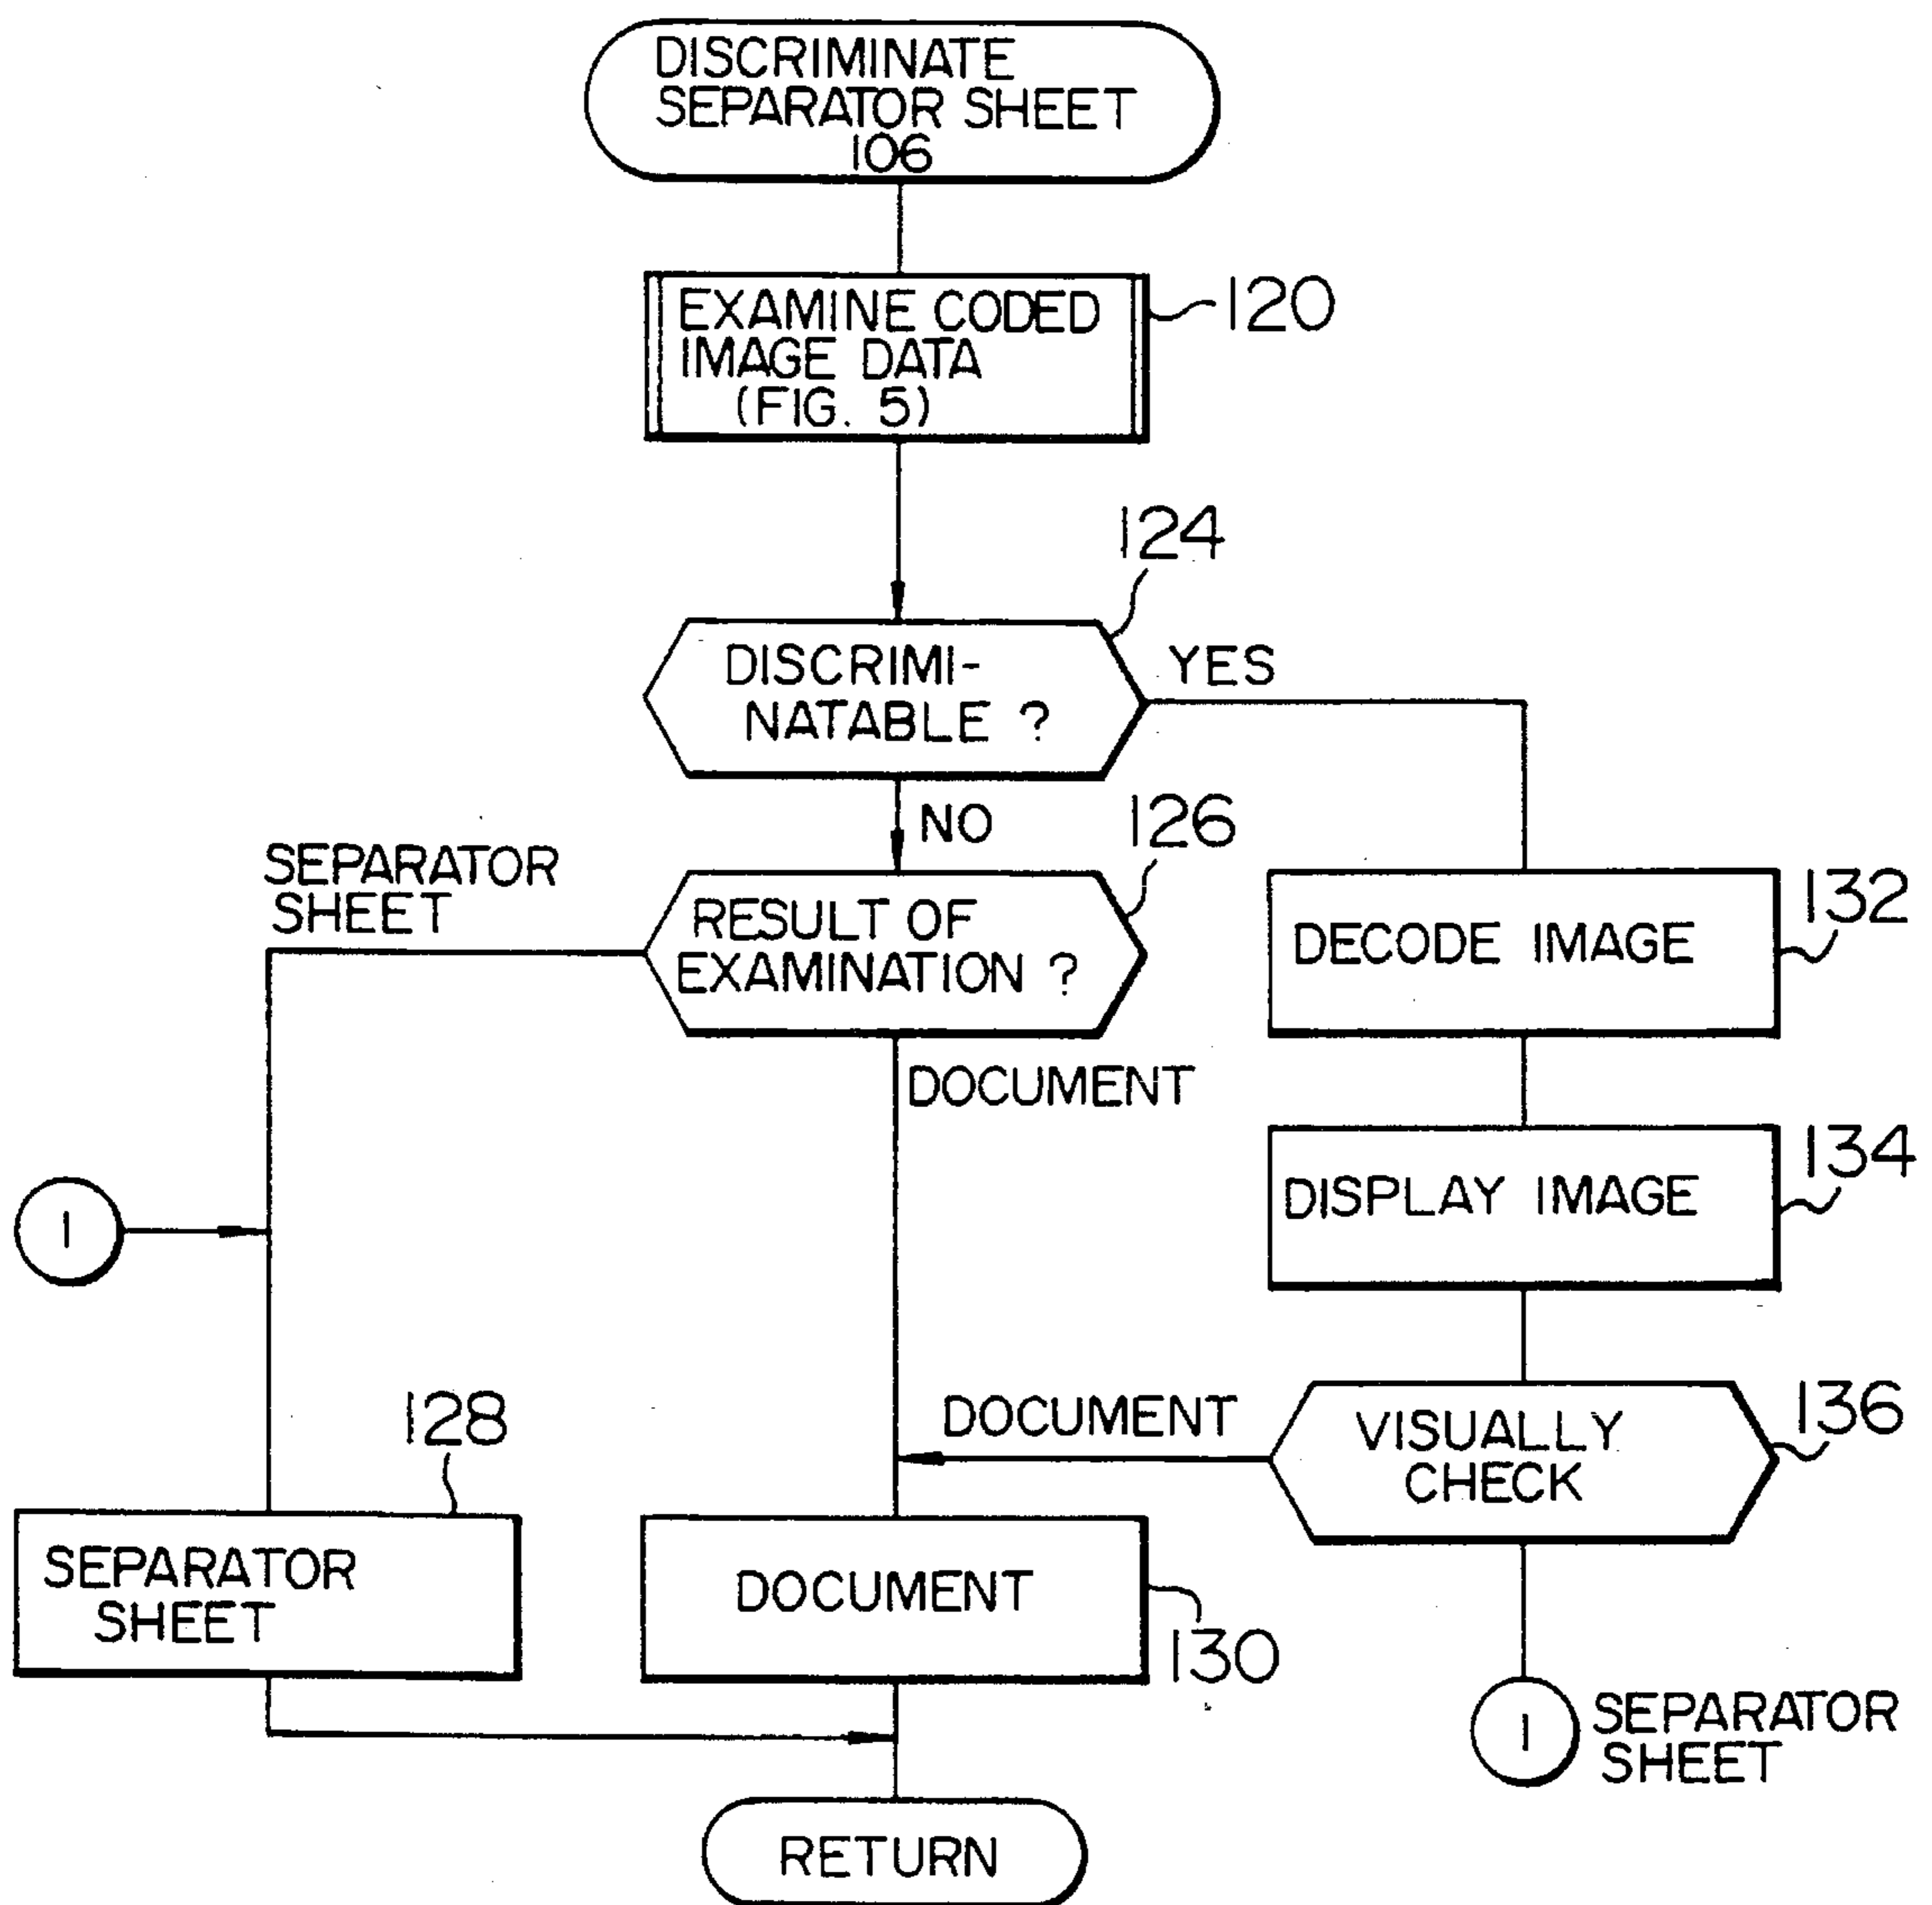 DISCRIMINATE
SEPARATOR SHEET
106
EXAMINE CODED
IMAGE DATA
(FIG. 5)
120
124
DISCRIMI-
NATABLE ?
YES
NO
126
SEPARATOR
SHEET
RESULT OF
EXAMINATION ?
DECODE IMAGE
132
DOCUMENT
DISPLAY IMAGE
134
1
128
DOCUMENT
VISUALLY
CHECK
136
SEPARATOR
SHEET
DOCUMENT
130
1
SEPARATOR
SHEET
RETURN